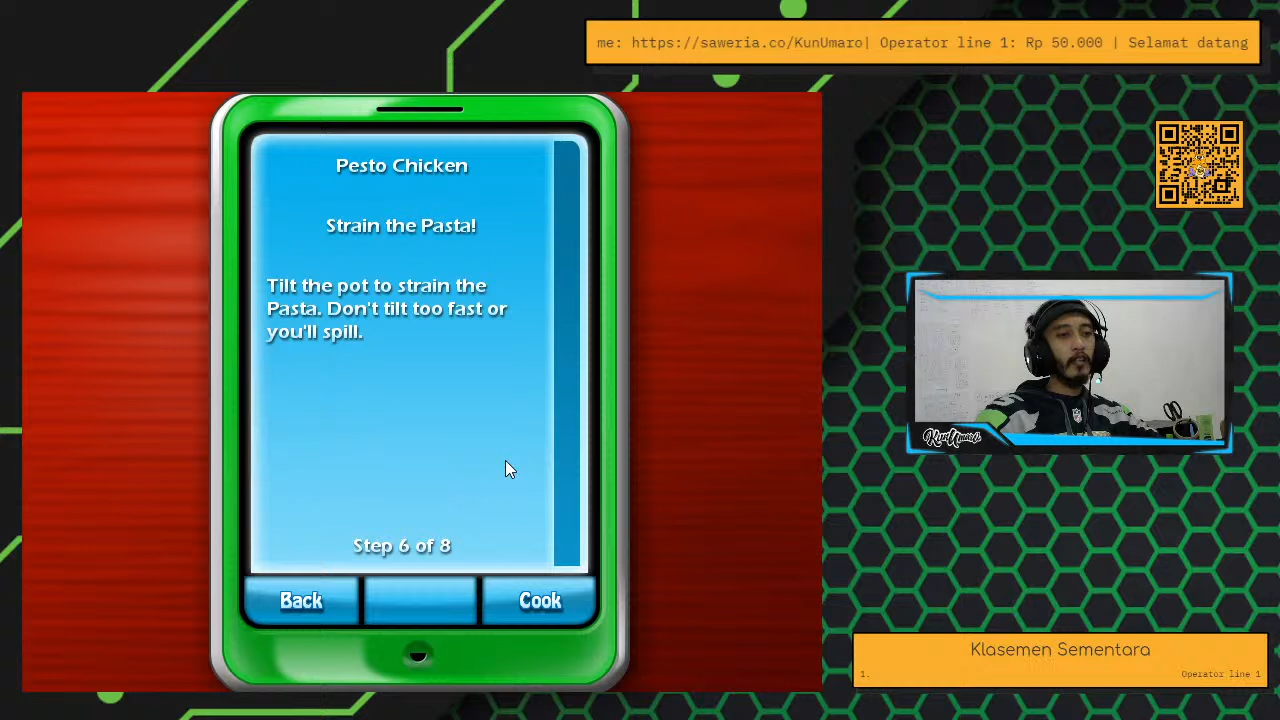 me: https://saweria.co/KunUmaro| Operator line 1: Rp 50.000 | Selamat datang
Pesto Chicken
Strain the Pasta!
Tilt the pot to strain the
Pasta. Don't tilt too fast or
you'll spill.
Step 6 of 8
Back
Cook
KunUmaro
Klasemen Sementara
1.
Operator line 1